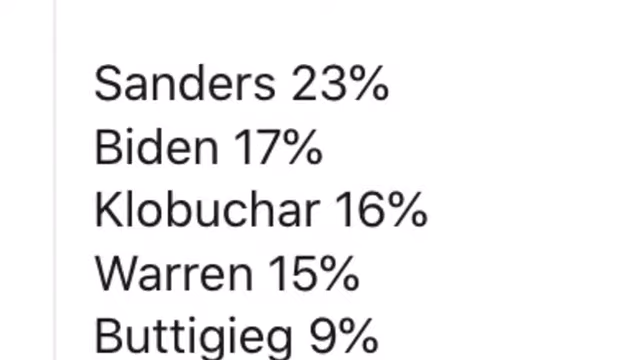 Sanders 23%
Biden 17%
Klobuchar 16%
Warren 15%
Buttigieg 9%